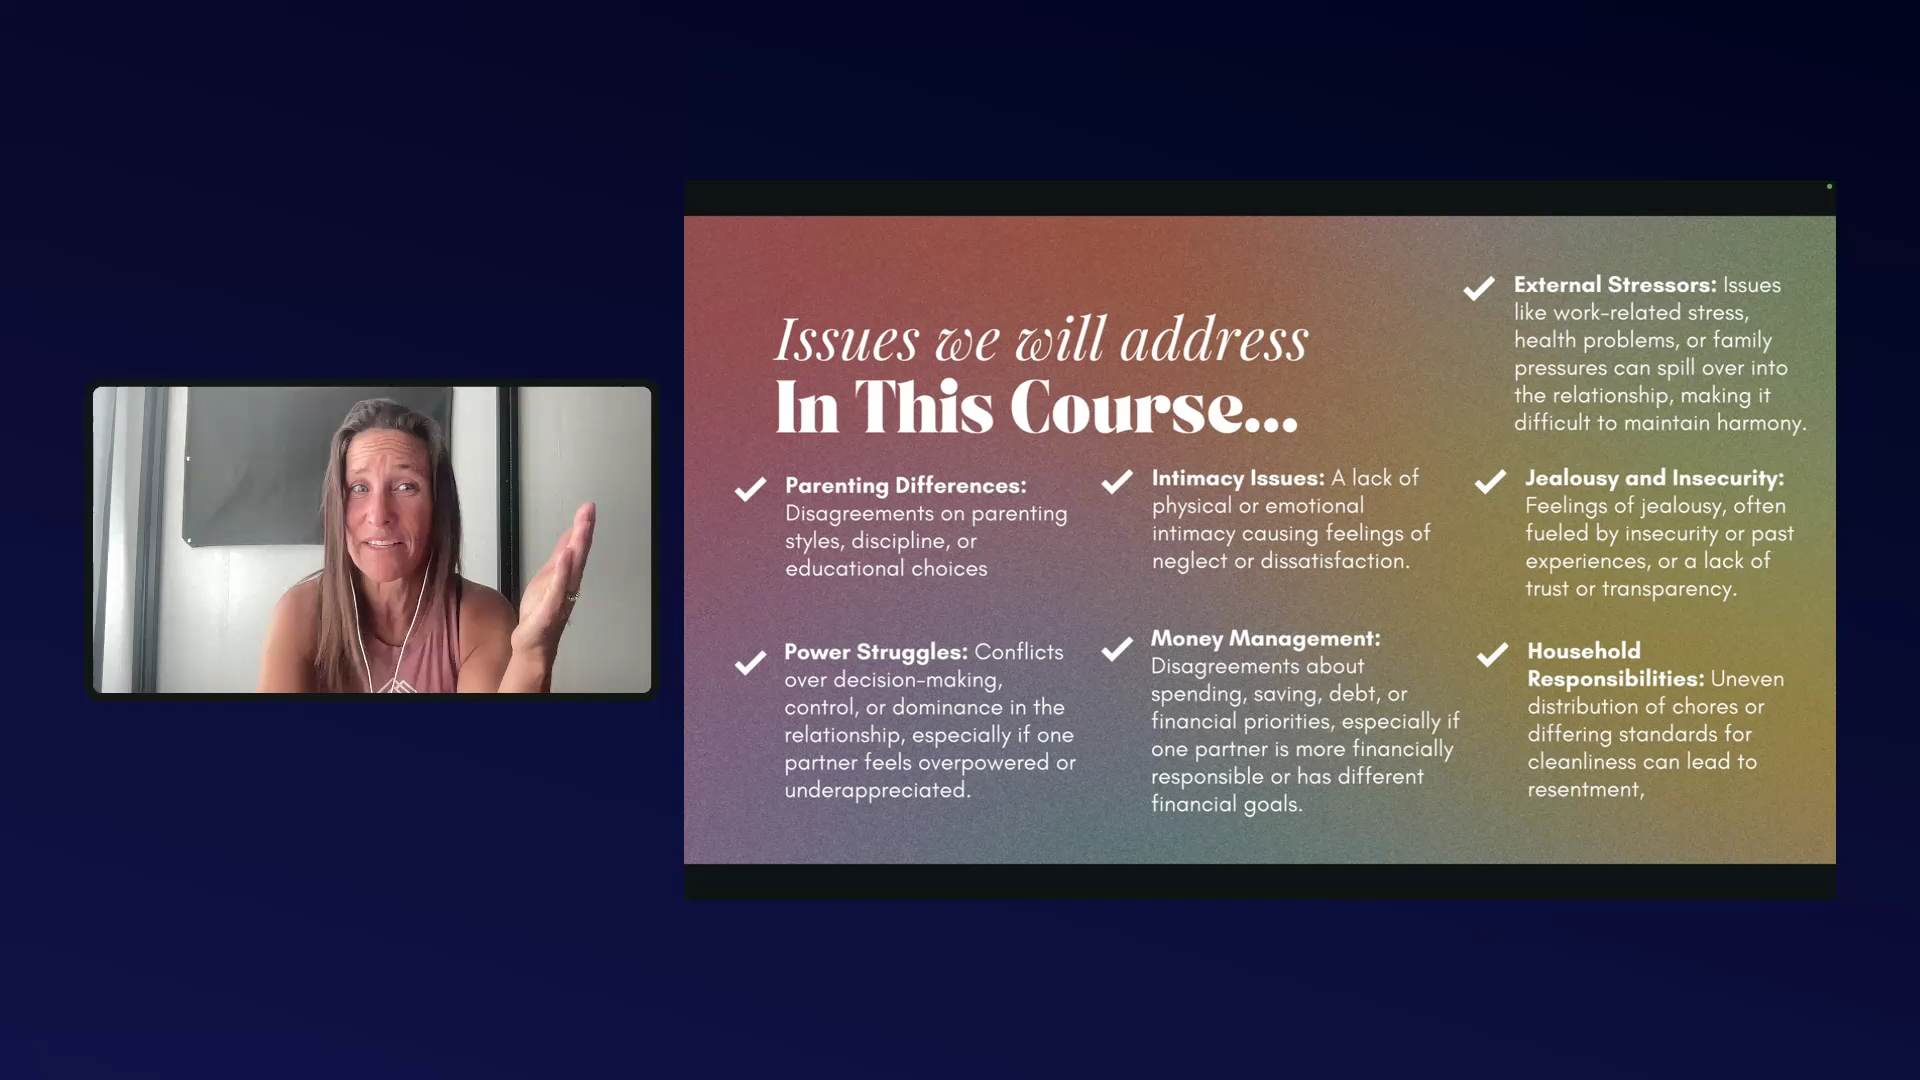 Issues we will address
In This Course...
External Stressors: Issues
like work-related stress,
health problems, or family
pressures can spill over into
the relationship, making it
difficult to maintain harmony.
Parenting Differences:
Disagreements on parenting
styles, discipline, or
educational choices
Intimacy Issues: A lack of
physical or emotional
intimacy causing feelings of
neglect or dissatisfaction.
Jealousy and Insecurity:
Feelings of jealousy, often
fueled by insecurity or past
experiences, or a lack of
trust or transparency.
Power Struggles: Conflicts
over decision-making,
control, or dominance in the
relationship, especially if one
partner feels overpowered or
underappreciated.
Money Management:
Disagreements about
spending, saving, debt, or
financial priorities, especially if
one partner is more financially
responsible or has different
financial goals.
Household
Responsibilities: Uneven
distribution of chores or
differing standards for
cleanliness can lead to
resentment,